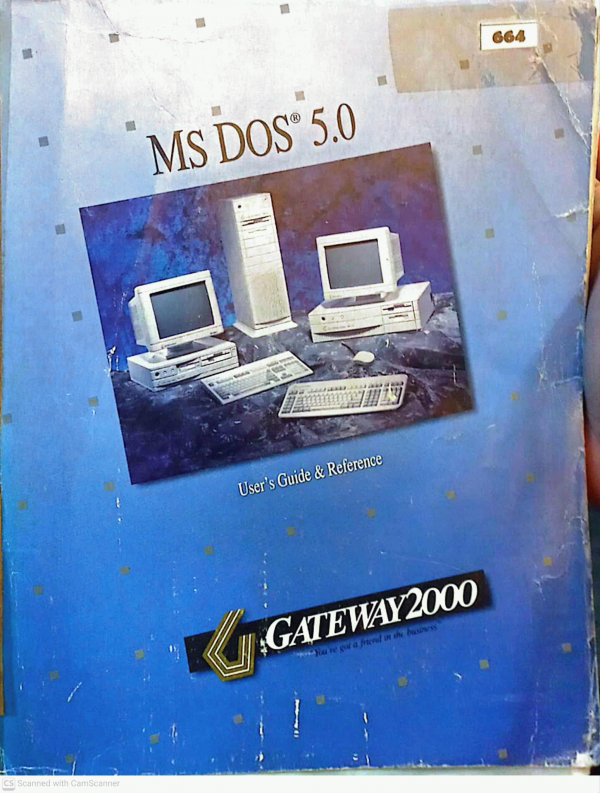 664
MS DOS® 5.0
User's Guide & Reference
GATEWAY2000
"You've got a friend in the business."
CS Scanned with CamScanner